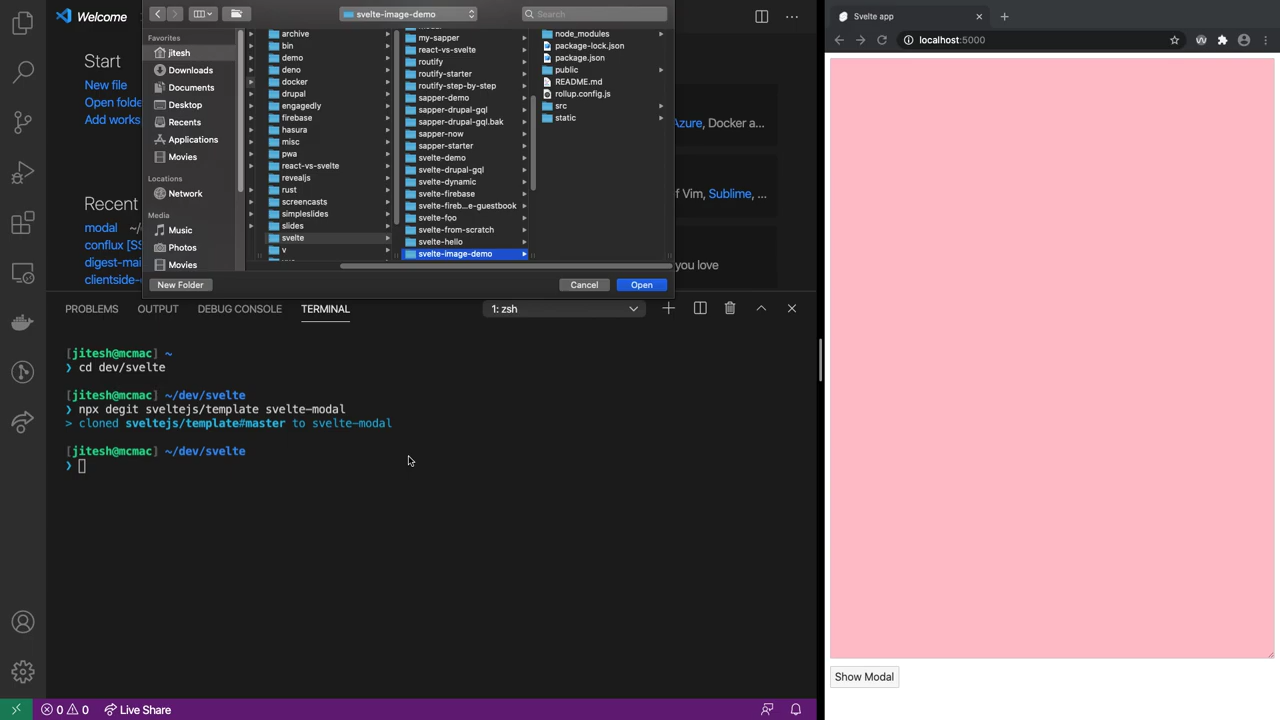 Welcome
Start
New file
Open folde
Add works
Recent
modal ~/
conflux [SS
digest-mai
clientside-
svelte-image-demo
Search
Favorites
jitesh
Downloads
Documents
Desktop
Recents
Applications
Movies
Locations
Network
Media
Music
Photos
Movies
archive
bin
demo
deno
docker
drupal
engagedly
firebase
hasura
misc
pwa
react-vs-svelte
revealjs
rust
screencasts
simpleslides
slides
svelte
v
my-sapper
react-vs-svelte
routify
routify-starter
routify-step-by-step
sapper-demo
sapper-drupal-gql
sapper-drupal-gql.bak
sapper-now
sapper-starter
svelte-demo
svelte-drupal-gql
svelte-dynamic
svelte-firebase
svelte-fireb...e-guestbook
svelte-foo
svelte-from-scratch
svelte-hello
svelte-image-demo
node_modules
package-lock.json
package.json
public
README.md
rollup.config.js
src
static
New Folder
Cancel
Open
Azure, Docker a...
f Vim, Sublime, ...
you love
PROBLEMS
OUTPUT
DEBUG CONSOLE
TERMINAL
1: zsh
[jitesh@mcmac] ~
❯ cd dev/svelte
[jitesh@mcmac] ~/dev/svelte
❯ npx degit sveltejs/template svelte-modal
> cloned sveltejs/template#master to svelte-modal
[jitesh@mcmac] ~/dev/svelte
❯
0 0 Live Share
Svelte app
localhost:5000
Show Modal